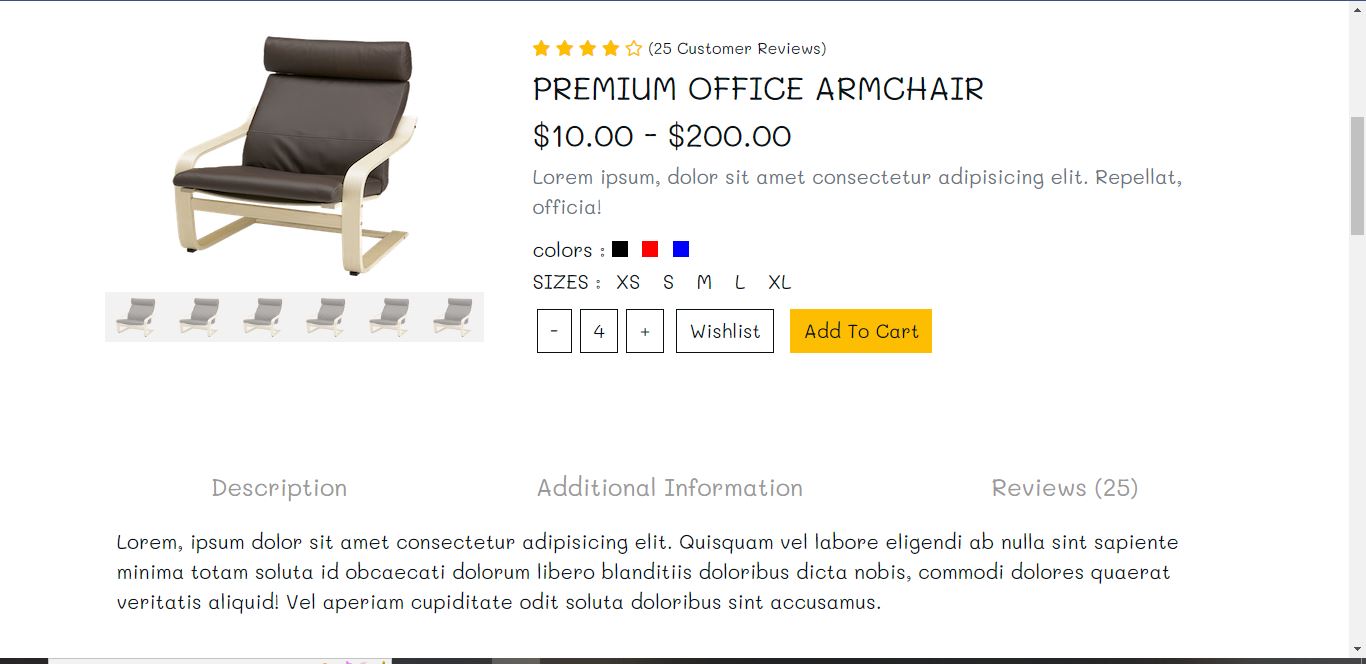 (25 Customer Reviews)
PREMIUM OFFICE ARMCHAIR
$10.00 - $200.00
Lorem ipsum, dolor sit amet consectetur adipisicing elit. Repellat,
officia!
colors :
SIZES : XS S M L XL
- 4 + Wishlist Add To Cart
Description Additional Information Reviews (25)
Lorem, ipsum dolor sit amet consectetur adipisicing elit. Quisquam vel labore eligendi ab nulla sint sapiente
minima totam soluta id obcaecati dolorum libero blanditiis doloribus dicta nobis, commodi dolores quaerat
veritatis aliquid! Vel aperiam cupiditate odit soluta doloribus sint accusamus.